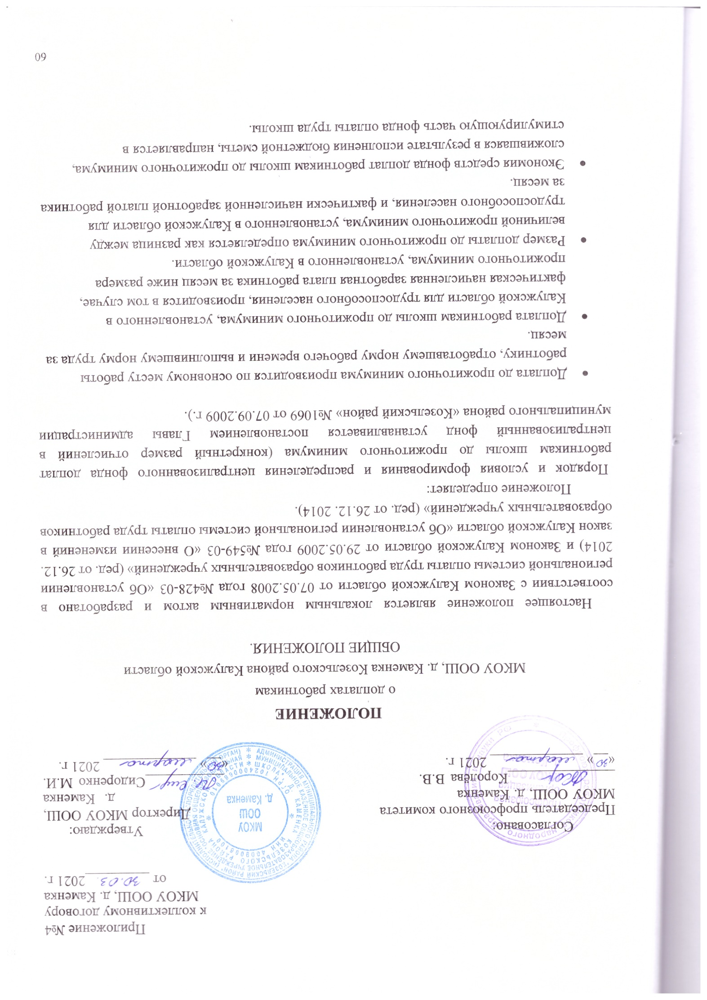 Приложение №4
к коллективному договору
МКОУ ООШ, д. Каменка
от 30.03. 2021 г.
Согласовано:
Председатель профсоюзного комитета
МКОУ ООШ, д. Каменка
Королёва В.В.
«30» марта 2021 г.
Утверждаю:
Директор МКОУ ООШ,
д. Каменка
Сидоренко М.И.
«30» марта 2021 г.
МКОУ
ООШ
д. Каменка
ПОЛОЖЕНИЕ
о доплатах работникам
МКОУ ООШ, д. Каменка Козельского района Калужской области
ОБЩИЕ ПОЛОЖЕНИЯ.
Настоящее положение является локальным нормативным актом и разработано в
соответствии с Законом Калужской области от 07.05.2008 года №428-03 «Об установлении
региональной системы оплаты труда работников образовательных учреждений» (ред. от 26.12.
2014) и Законом Калужской области от 29.05.2009 года №549-03 «О внесении изменений в
закон Калужской области «Об установлении региональной системы оплаты труда работников
образовательных учреждений» (ред. от 26.12. 2014).
Положение определяет:
Порядок и условия формирования и распределения централизованного фонда доплат
работникам школы до прожиточного минимума (конкретный размер отчислений в
централизованный фонд устанавливается постановлением Главы администрации
муниципального района «Козельский район» №1069 от 07.09.2009 г.).
• Доплата до прожиточного минимума производится по основному месту работы
работнику, отработавшему норму рабочего времени и выполнившему норму труда за
месяц.
• Доплата работникам школы до прожиточного минимума, установленного в
Калужской области для трудоспособного населения, производится в том случае,
фактическая начисленная заработная плата работника за месяц ниже размера
прожиточного минимума, установленного в Калужской области.
• Размер доплаты до прожиточного минимума определяется как разница между
величиной прожиточного минимума, установленного в Калужской области для
трудоспособного населения, и фактически начисленной заработной платой работника
за месяц.
• Экономия средств фонда доплат работникам школы до прожиточного минимума,
сложившаяся в результате исполнения бюджетной сметы, направляется в
стимулирующую часть фонда оплаты труда школы.
60